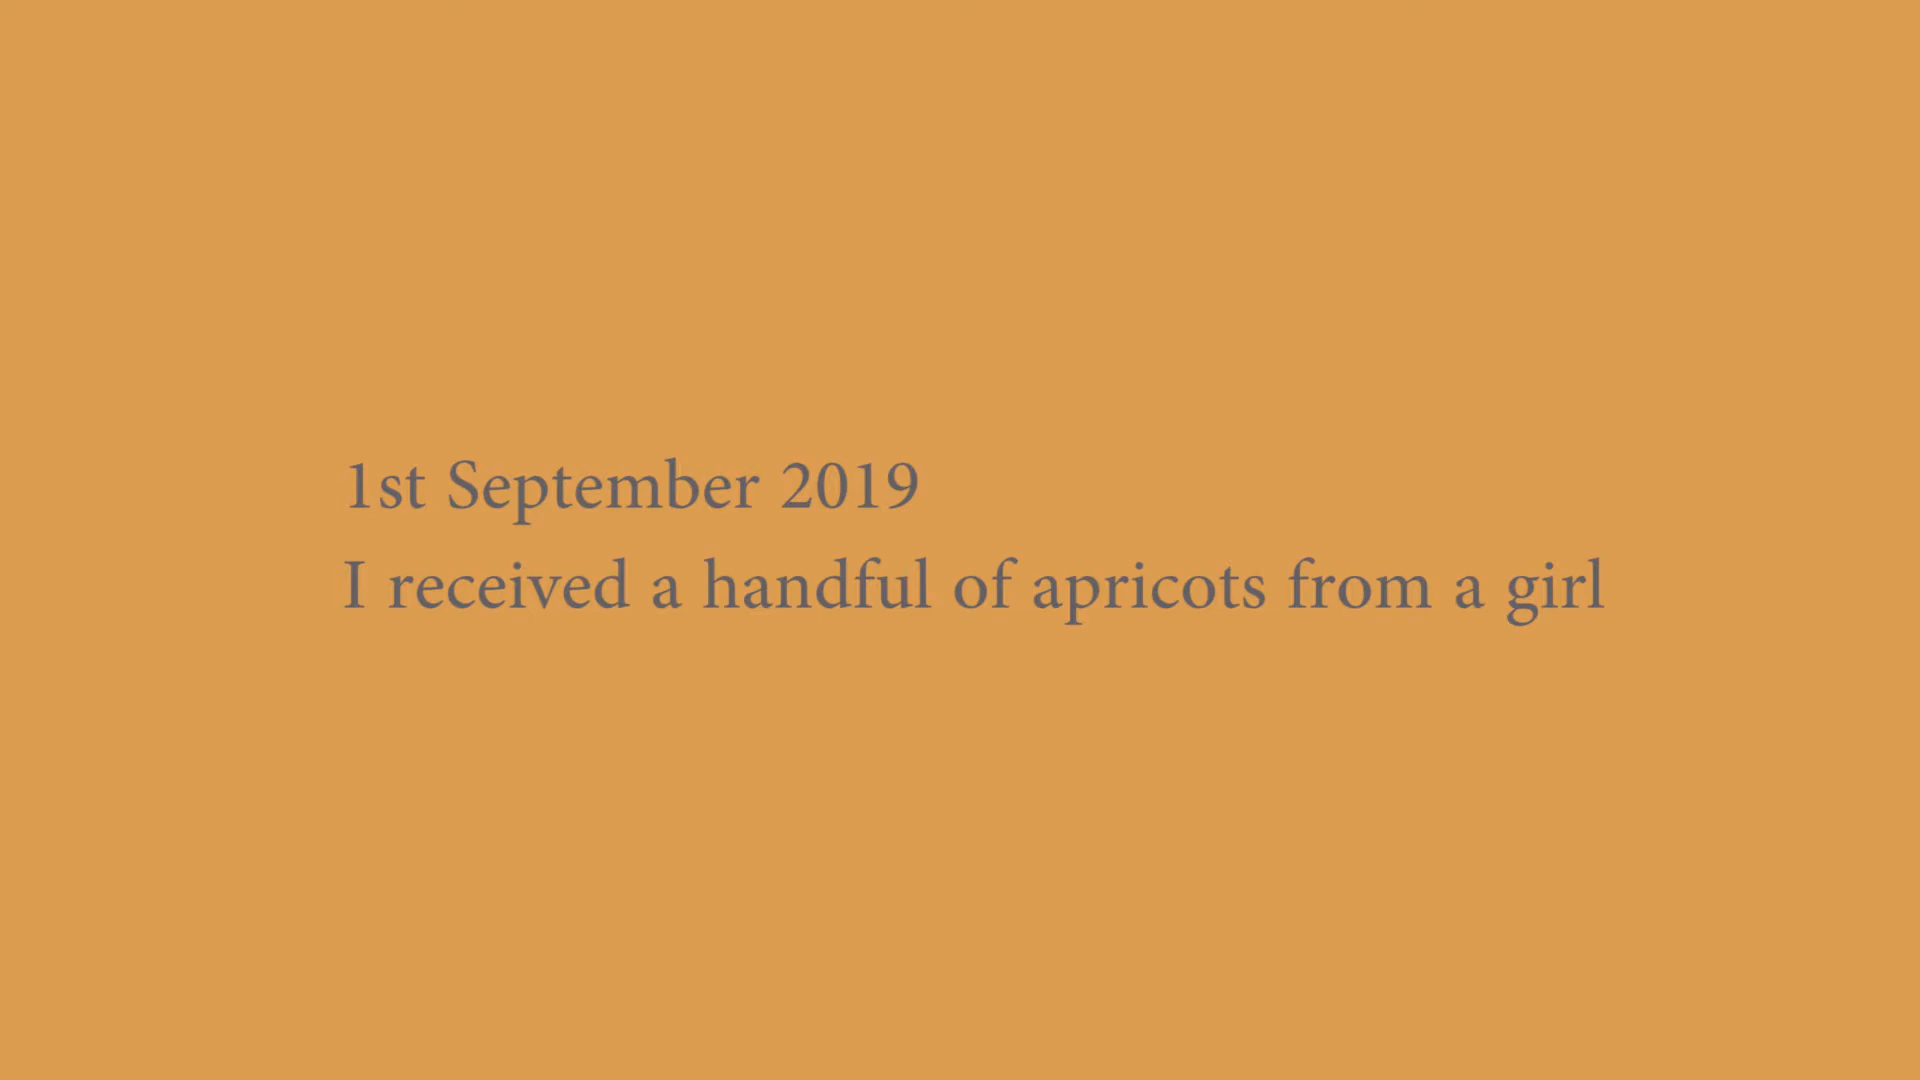 1st September 2019
I received a handful of apricots from a girl